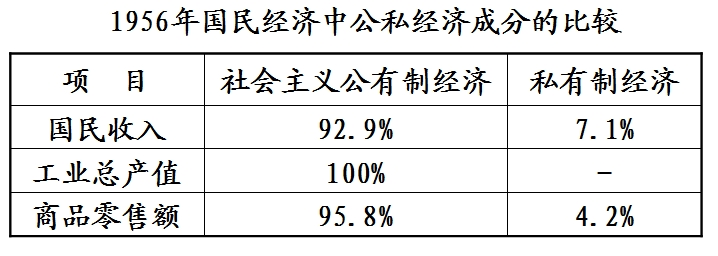 1956年国民经济中公私经济成分的比较
项 目 社会主义公有制经济 私有制经济
国民收入 92.9% 7.1%
工业总产值 100% -
商品零售额 95.8% 4.2%